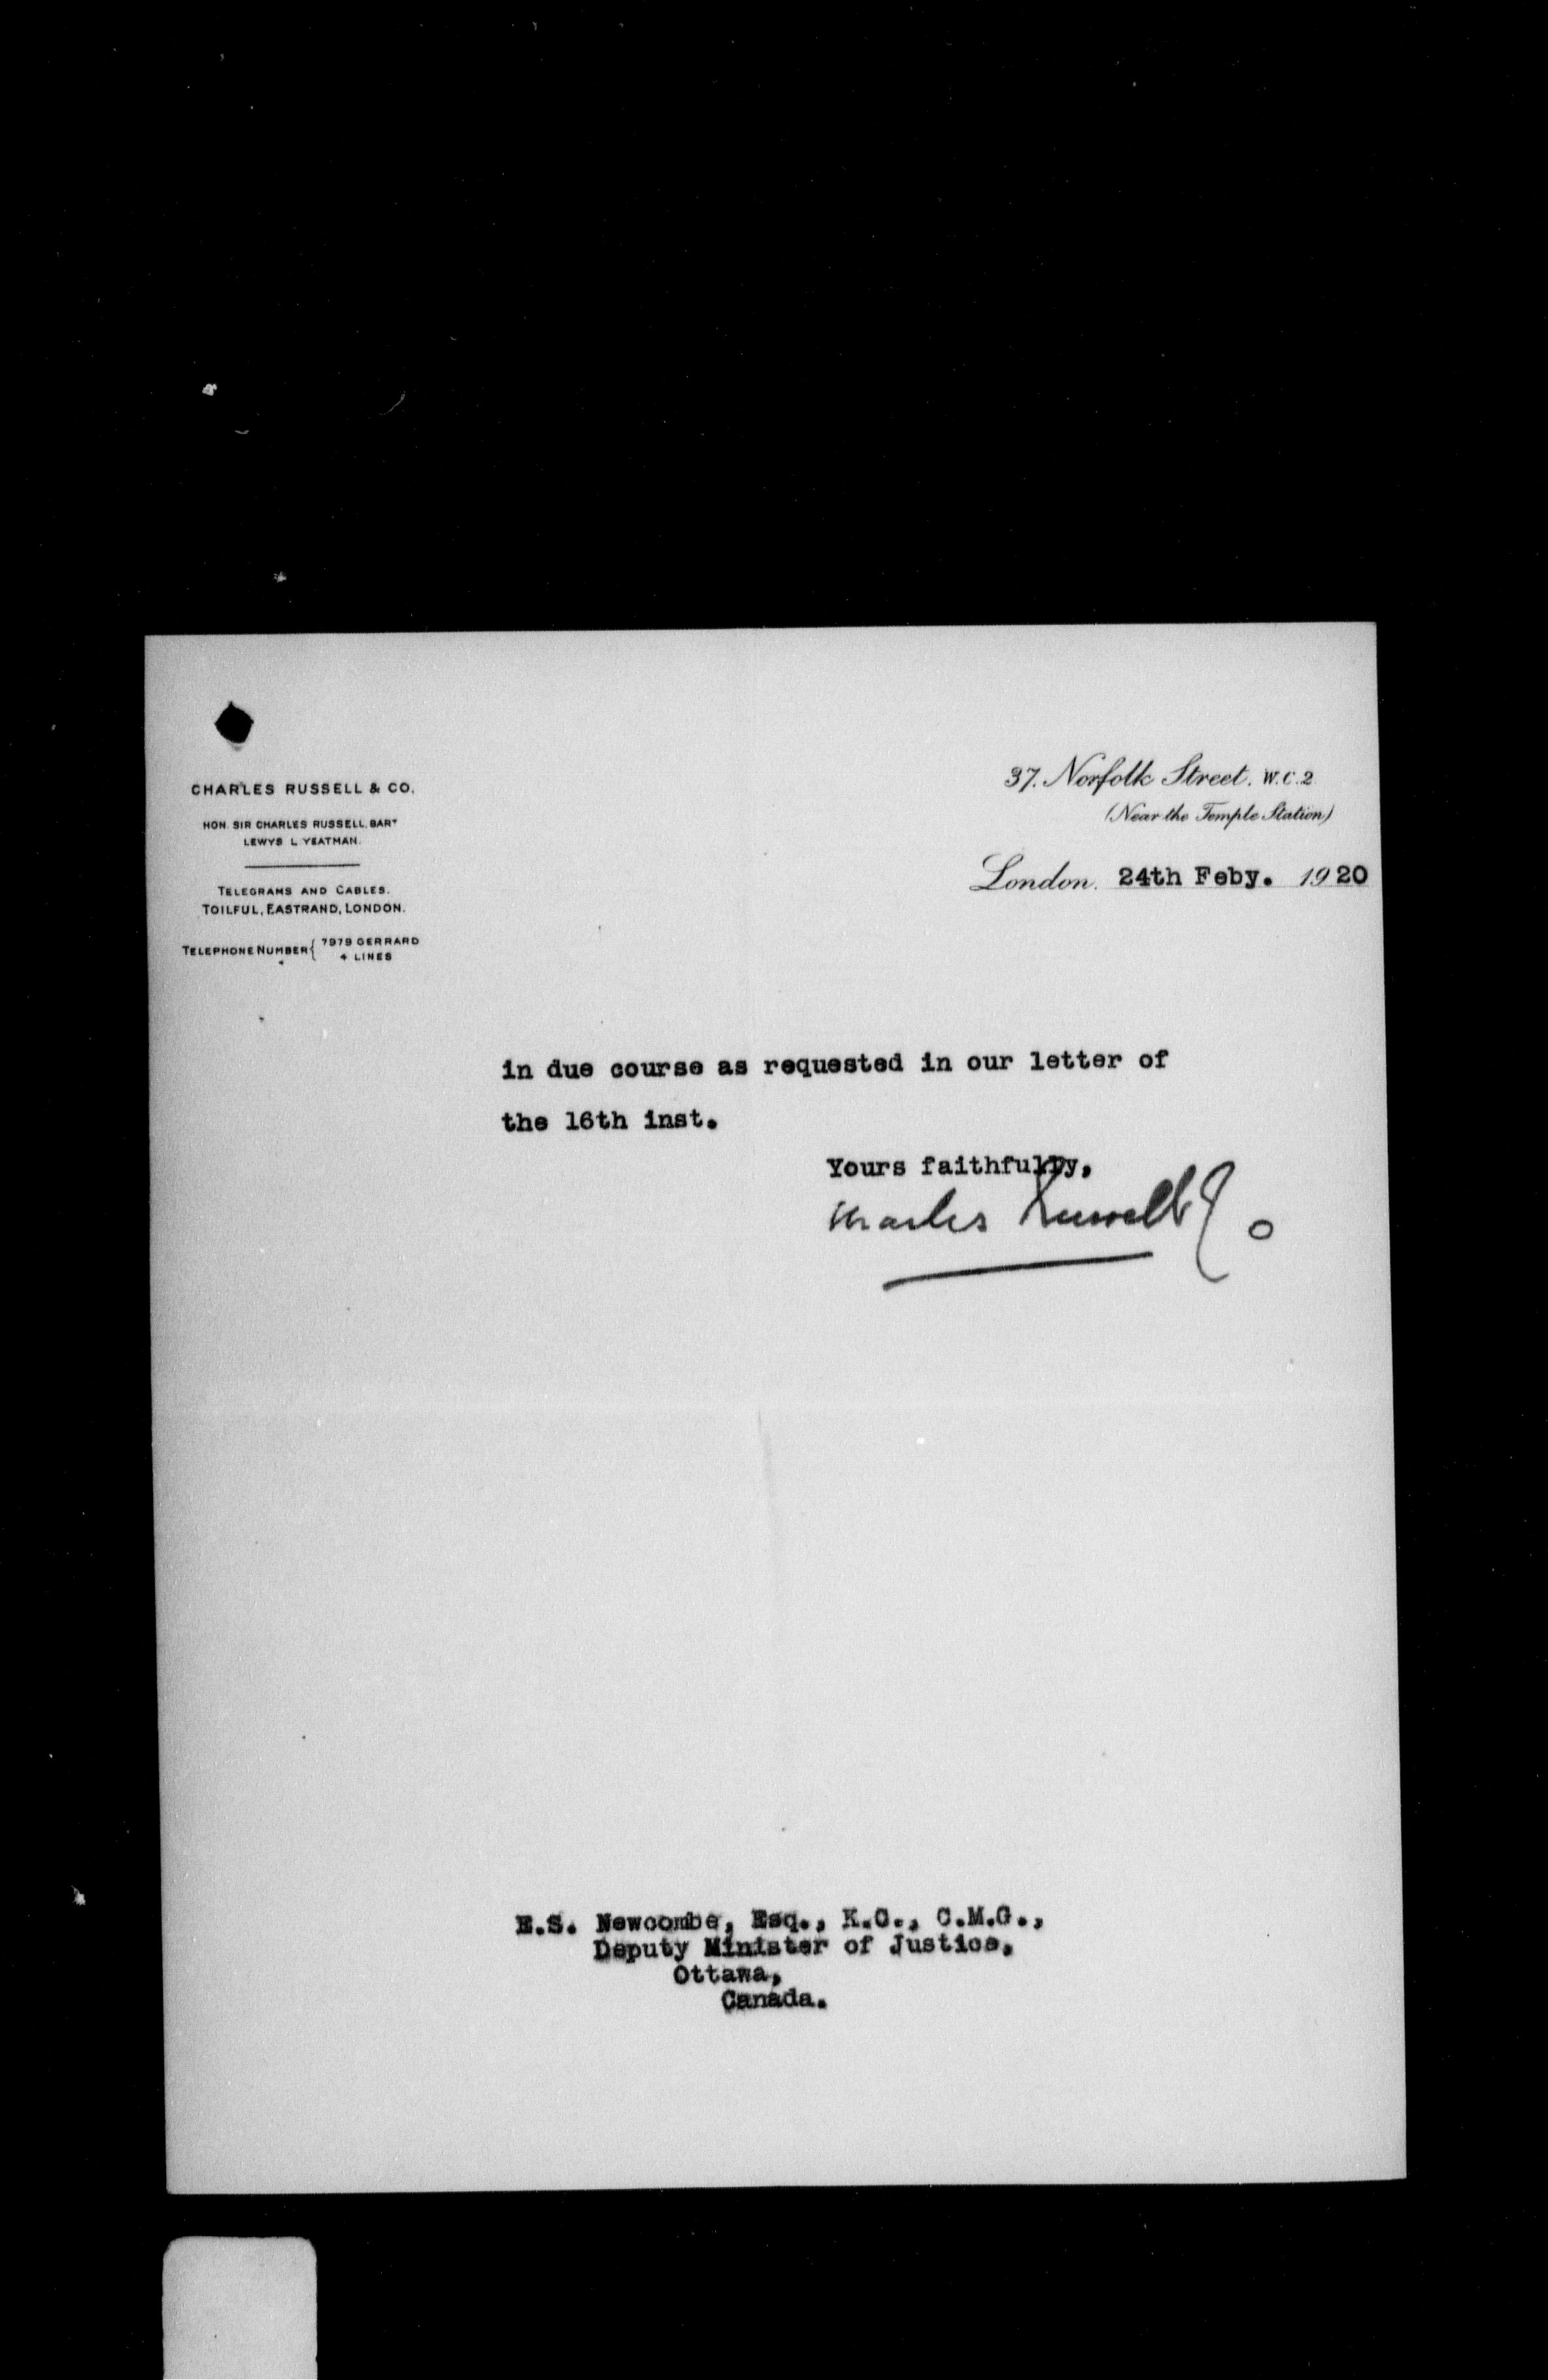 CHARLES RUSSELL & CO.
HON. SIR CHARLES RUSSELL, BART
LEWYS L. YEATMAN.
TELEGRAMS AND CABLES.
TOILFUL, EASTRAND, LONDON.
TELEPHONE NUMBER { 7979 GERRARD
4 LINES
37. Norfolk Street. W.C.2
(Near the Temple Station)
London. 24th Feby. 1920
in due course as requested in our letter of
the 16th inst.
Yours faithfully,
Charles Russell & Co
E.S. Newcombe, Esq., K.C., C.M.G.,
Deputy Minister of Justice,
Ottawa,
Canada.